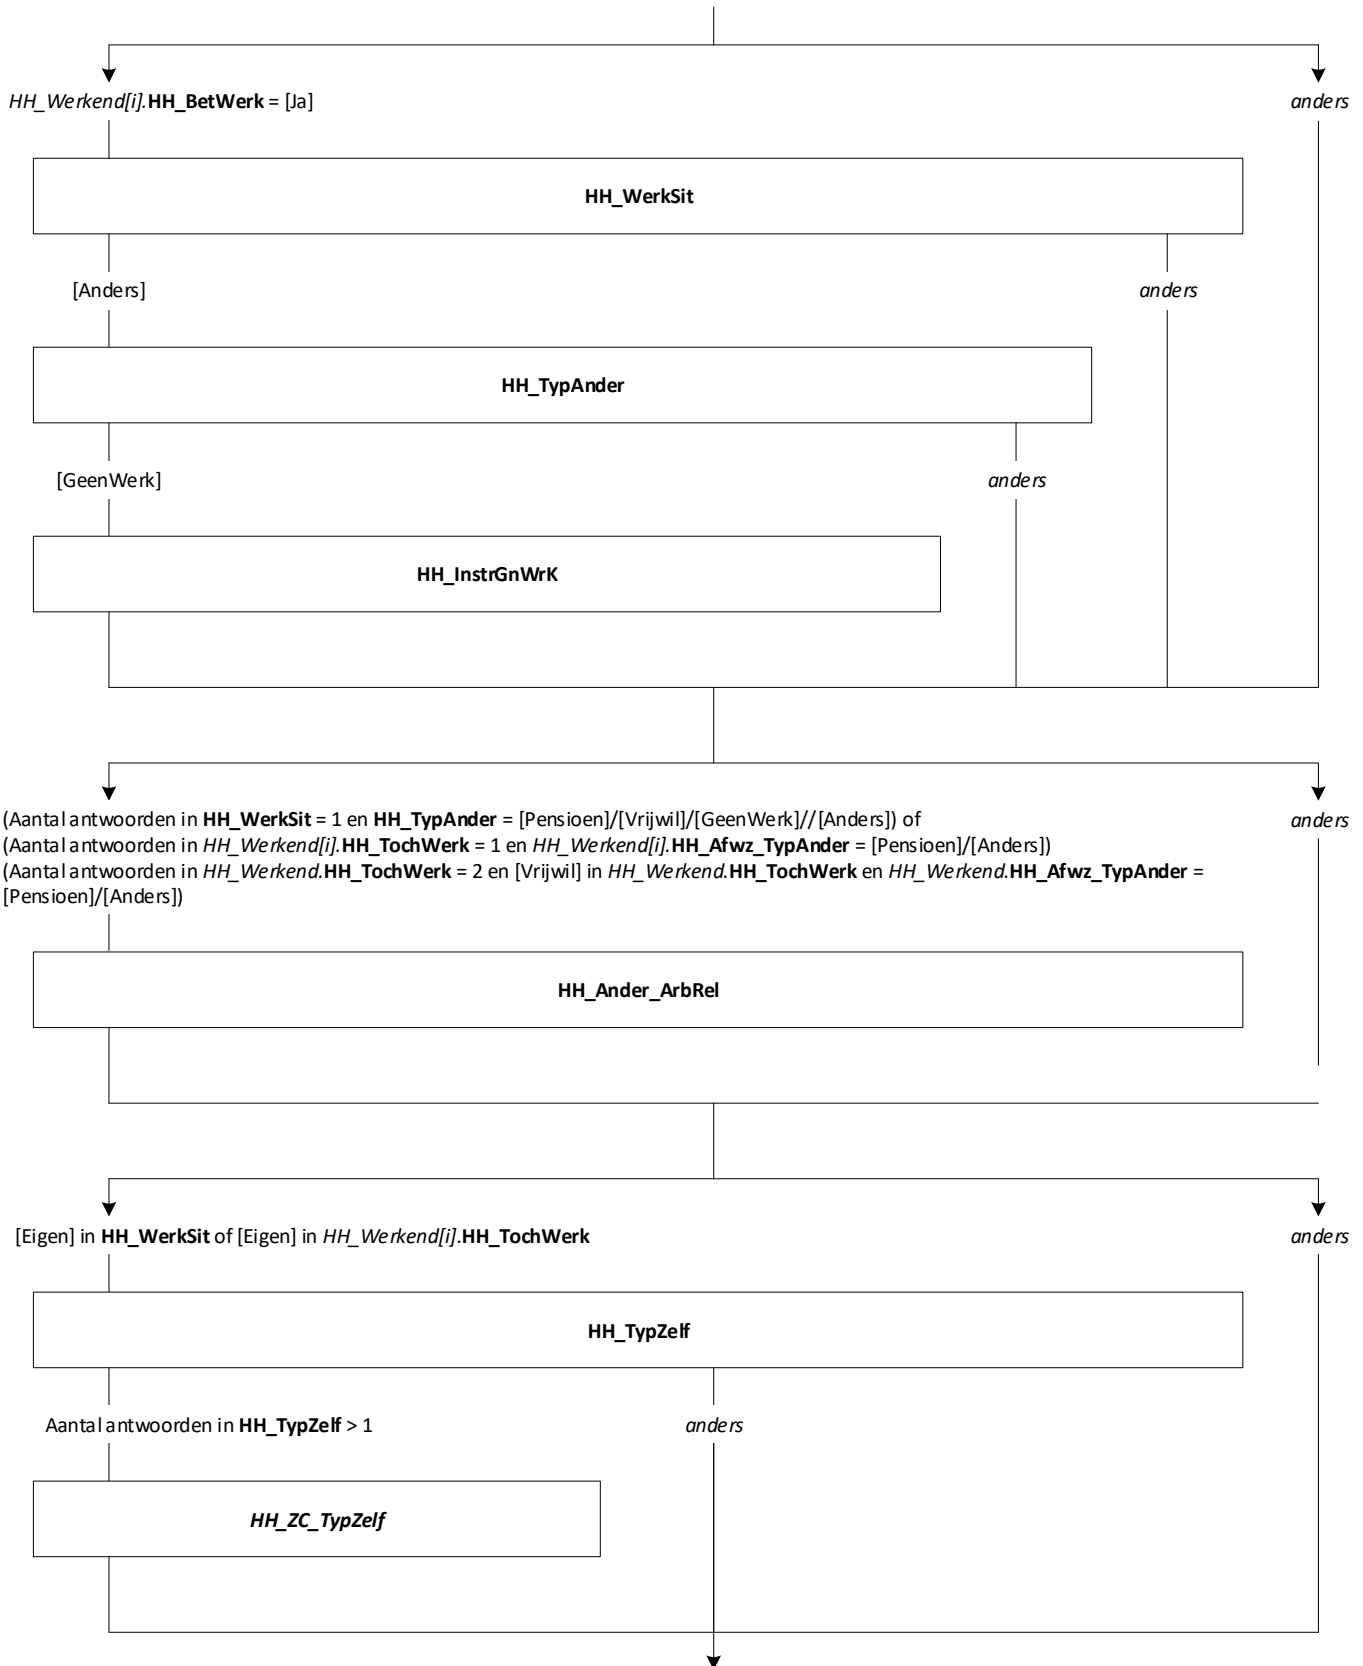 HH_Werkend[i].HH_BetWerk = [Ja]
anders
HH_WerkSit
[Anders]
anders
HH_TypAnder
[GeenWerk]
anders
HH_InstrGnWrK
(Aantal antwoorden in HH_WerkSit = 1 en HH_TypAnder = [Pensioen]/[Vrijwil]/[GeenWerk]//[Anders]) of
anders
(Aantal antwoorden in HH_Werkend[i].HH_TochWerk = 1 en HH_Werkend[i].HH_Afwz_TypAnder = [Pensioen]/[Anders])
(Aantal antwoorden in HH_Werkend.HH_TochWerk = 2 en [Vrijwil] in HH_Werkend.HH_TochWerk en HH_Werkend.HH_Afwz_TypAnder =
[Pensioen]/[Anders])
HH_Ander_ArbRel
[Eigen] in HH_WerkSit of [Eigen] in HH_Werkend[i].HH_TochWerk
anders
HH_TypZelf
Aantal antwoorden in HH_TypZelf > 1
anders
HH_ZC_TypZelf